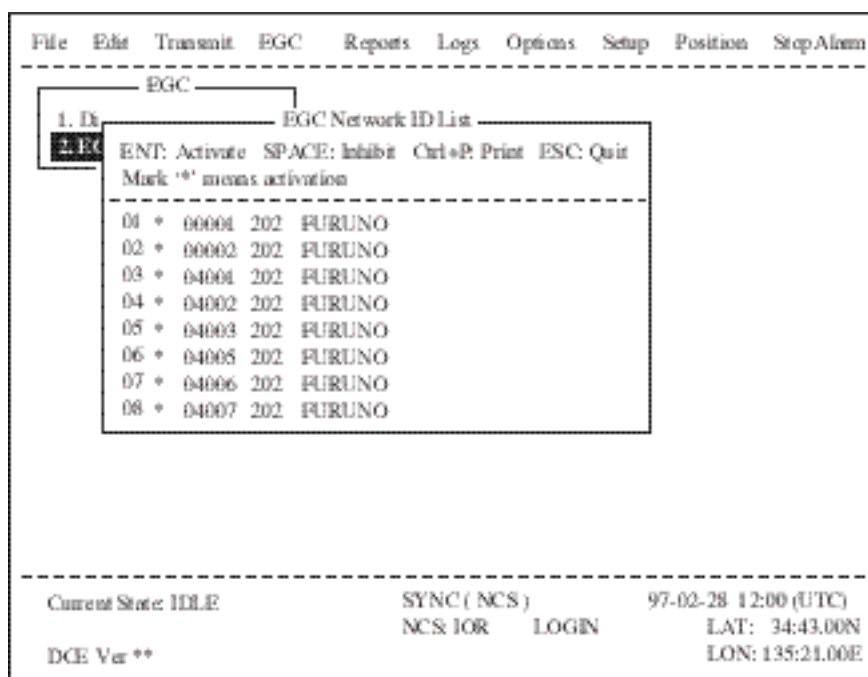 File Edit Transmit EGC Reports Logs Options Setup Position StopAlarm
EGC
1. Di
2. EG
EGC Network ID List
ENT: Activate SPACE: Inhibit Ctrl+P: Print ESC: Quit
Mark '*' means activation
01 * 00001 202 FURUNO
02 * 00002 202 FURUNO
03 * 04001 202 FURUNO
04 * 04002 202 FURUNO
05 * 04003 202 FURUNO
06 * 04005 202 FURUNO
07 * 04006 202 FURUNO
08 * 04007 202 FURUNO
Current State: IDLE SYNC ( NCS ) 97-02-28 12:00 (UTC)
NCS: IOR LOGIN LAT: 34:43.00N
DCE Ver ** LON: 135:21.00E